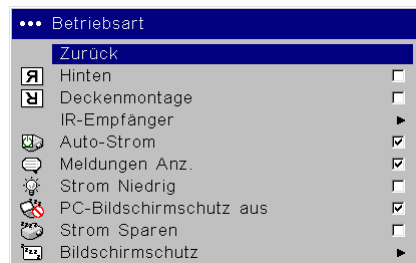 ••• Betriebsart
Zurück
Hinten
Deckenmontage
IR-Empfänger
Auto-Strom
Meldungen Anz.
Strom Niedrig
PC-Bildschirmschutz aus
Strom Sparen
Bildschirmschutz